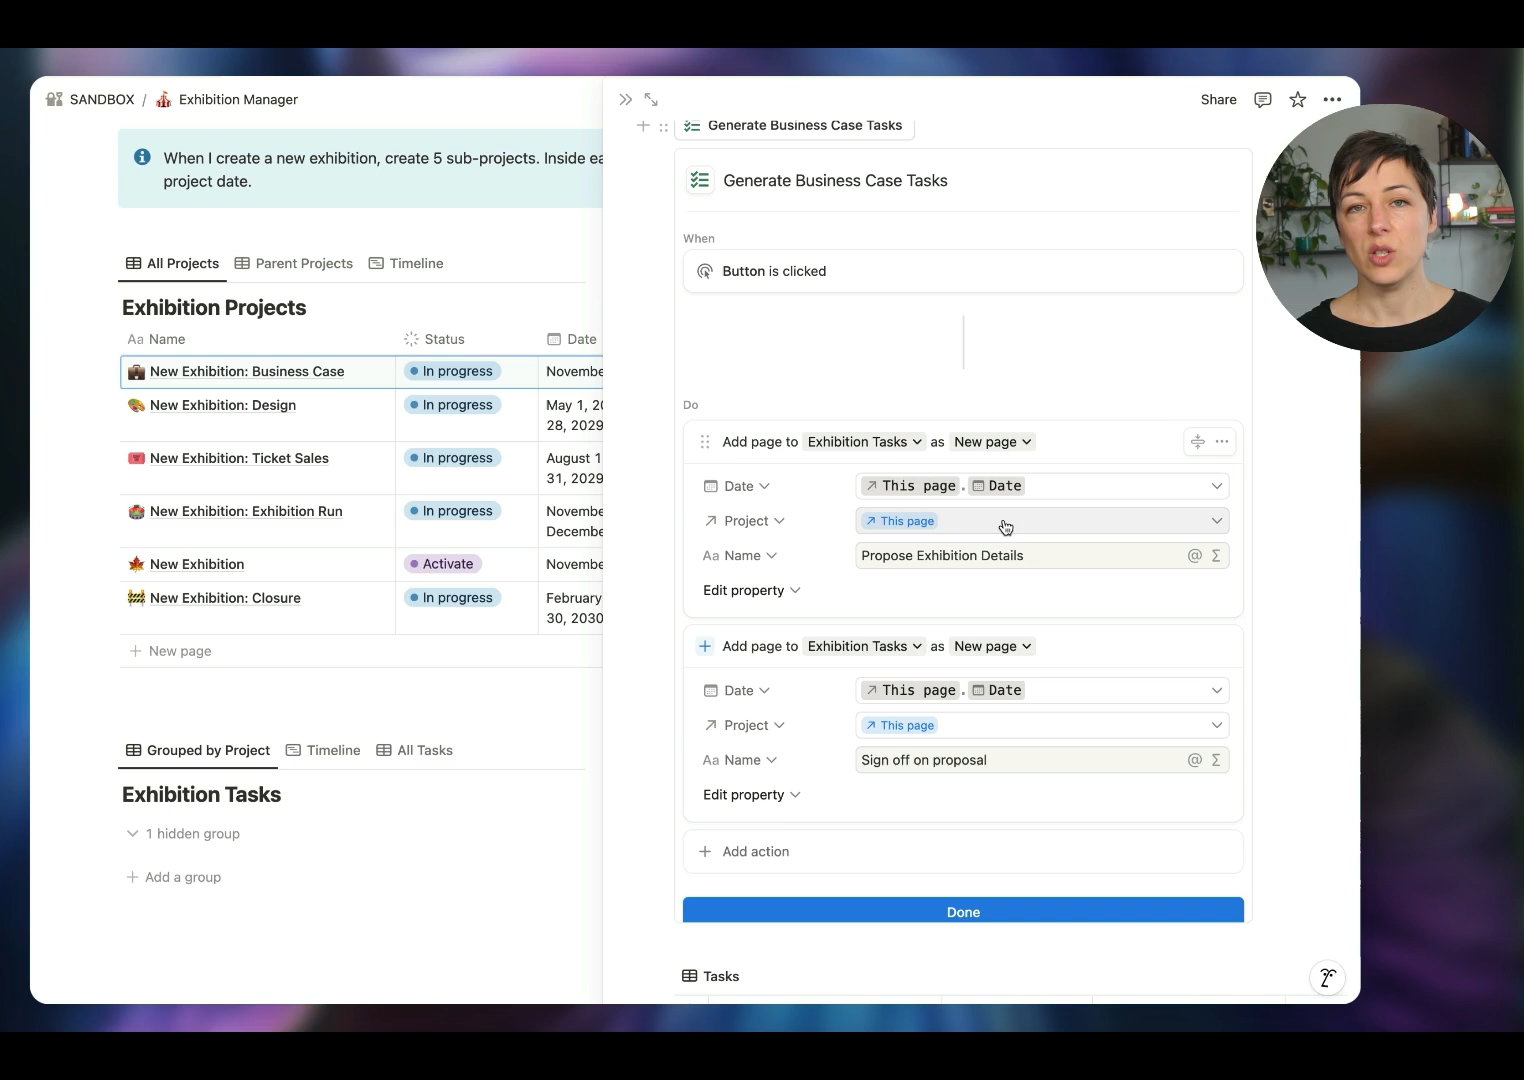 SANDBOX / Exhibition Manager
Share
When I create a new exhibition, create 5 sub-projects. Inside ea
project date.
All Projects
Parent Projects
Timeline
Exhibition Projects
Aa Name
Status
Date
New Exhibition: Business Case
In progress
Novembe
New Exhibition: Design
In progress
May 1, 20
28, 2029
New Exhibition: Ticket Sales
In progress
August 1
31, 2029
New Exhibition: Exhibition Run
In progress
Novembe
Decembe
New Exhibition
Activate
Novembe
New Exhibition: Closure
In progress
February
30, 2030
+ New page
Grouped by Project
Timeline
All Tasks
Exhibition Tasks
1 hidden group
+ Add a group
Generate Business Case Tasks
Generate Business Case Tasks
When
Button is clicked
Do
Add page to Exhibition Tasks as New page
Date
This page . Date
Project
This page
Aa Name
Propose Exhibition Details
@ Σ
Edit property
Add page to Exhibition Tasks as New page
Date
This page . Date
Project
This page
Aa Name
Sign off on proposal
@ Σ
Edit property
+ Add action
Done
Tasks